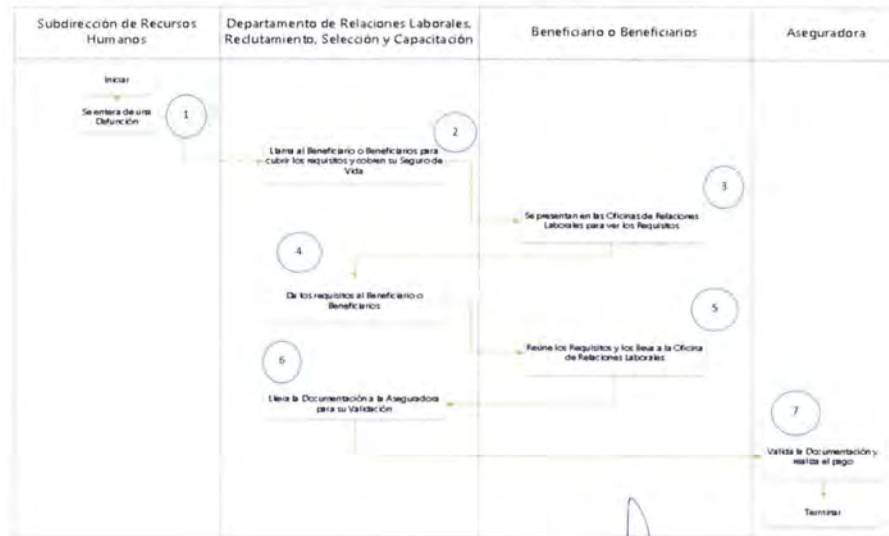 Subdirección de Recursos
Humanos
Departamento de Relaciones Laborales,
Reclutamiento, Selección y Capacitación
Beneficiario o Beneficiarios
Aseguradora
Iniciar
Se entera de una
Defunción
1
2
Llama al Beneficiario o Beneficiarios para
cubrir los requisitos y cobren su Seguro de
Vida
3
Se presentan en las Oficinas de Relaciones
Laborales para ver los Requisitos
4
Da los requisitos al Beneficiario o
Beneficiarios
5
Reúne los Requisitos y los lleva a la Oficina
de Relaciones Laborales
6
Lleva la Documentación a la Aseguradora
para su Validación
7
Valida la Documentación y
realiza el pago
Terminar